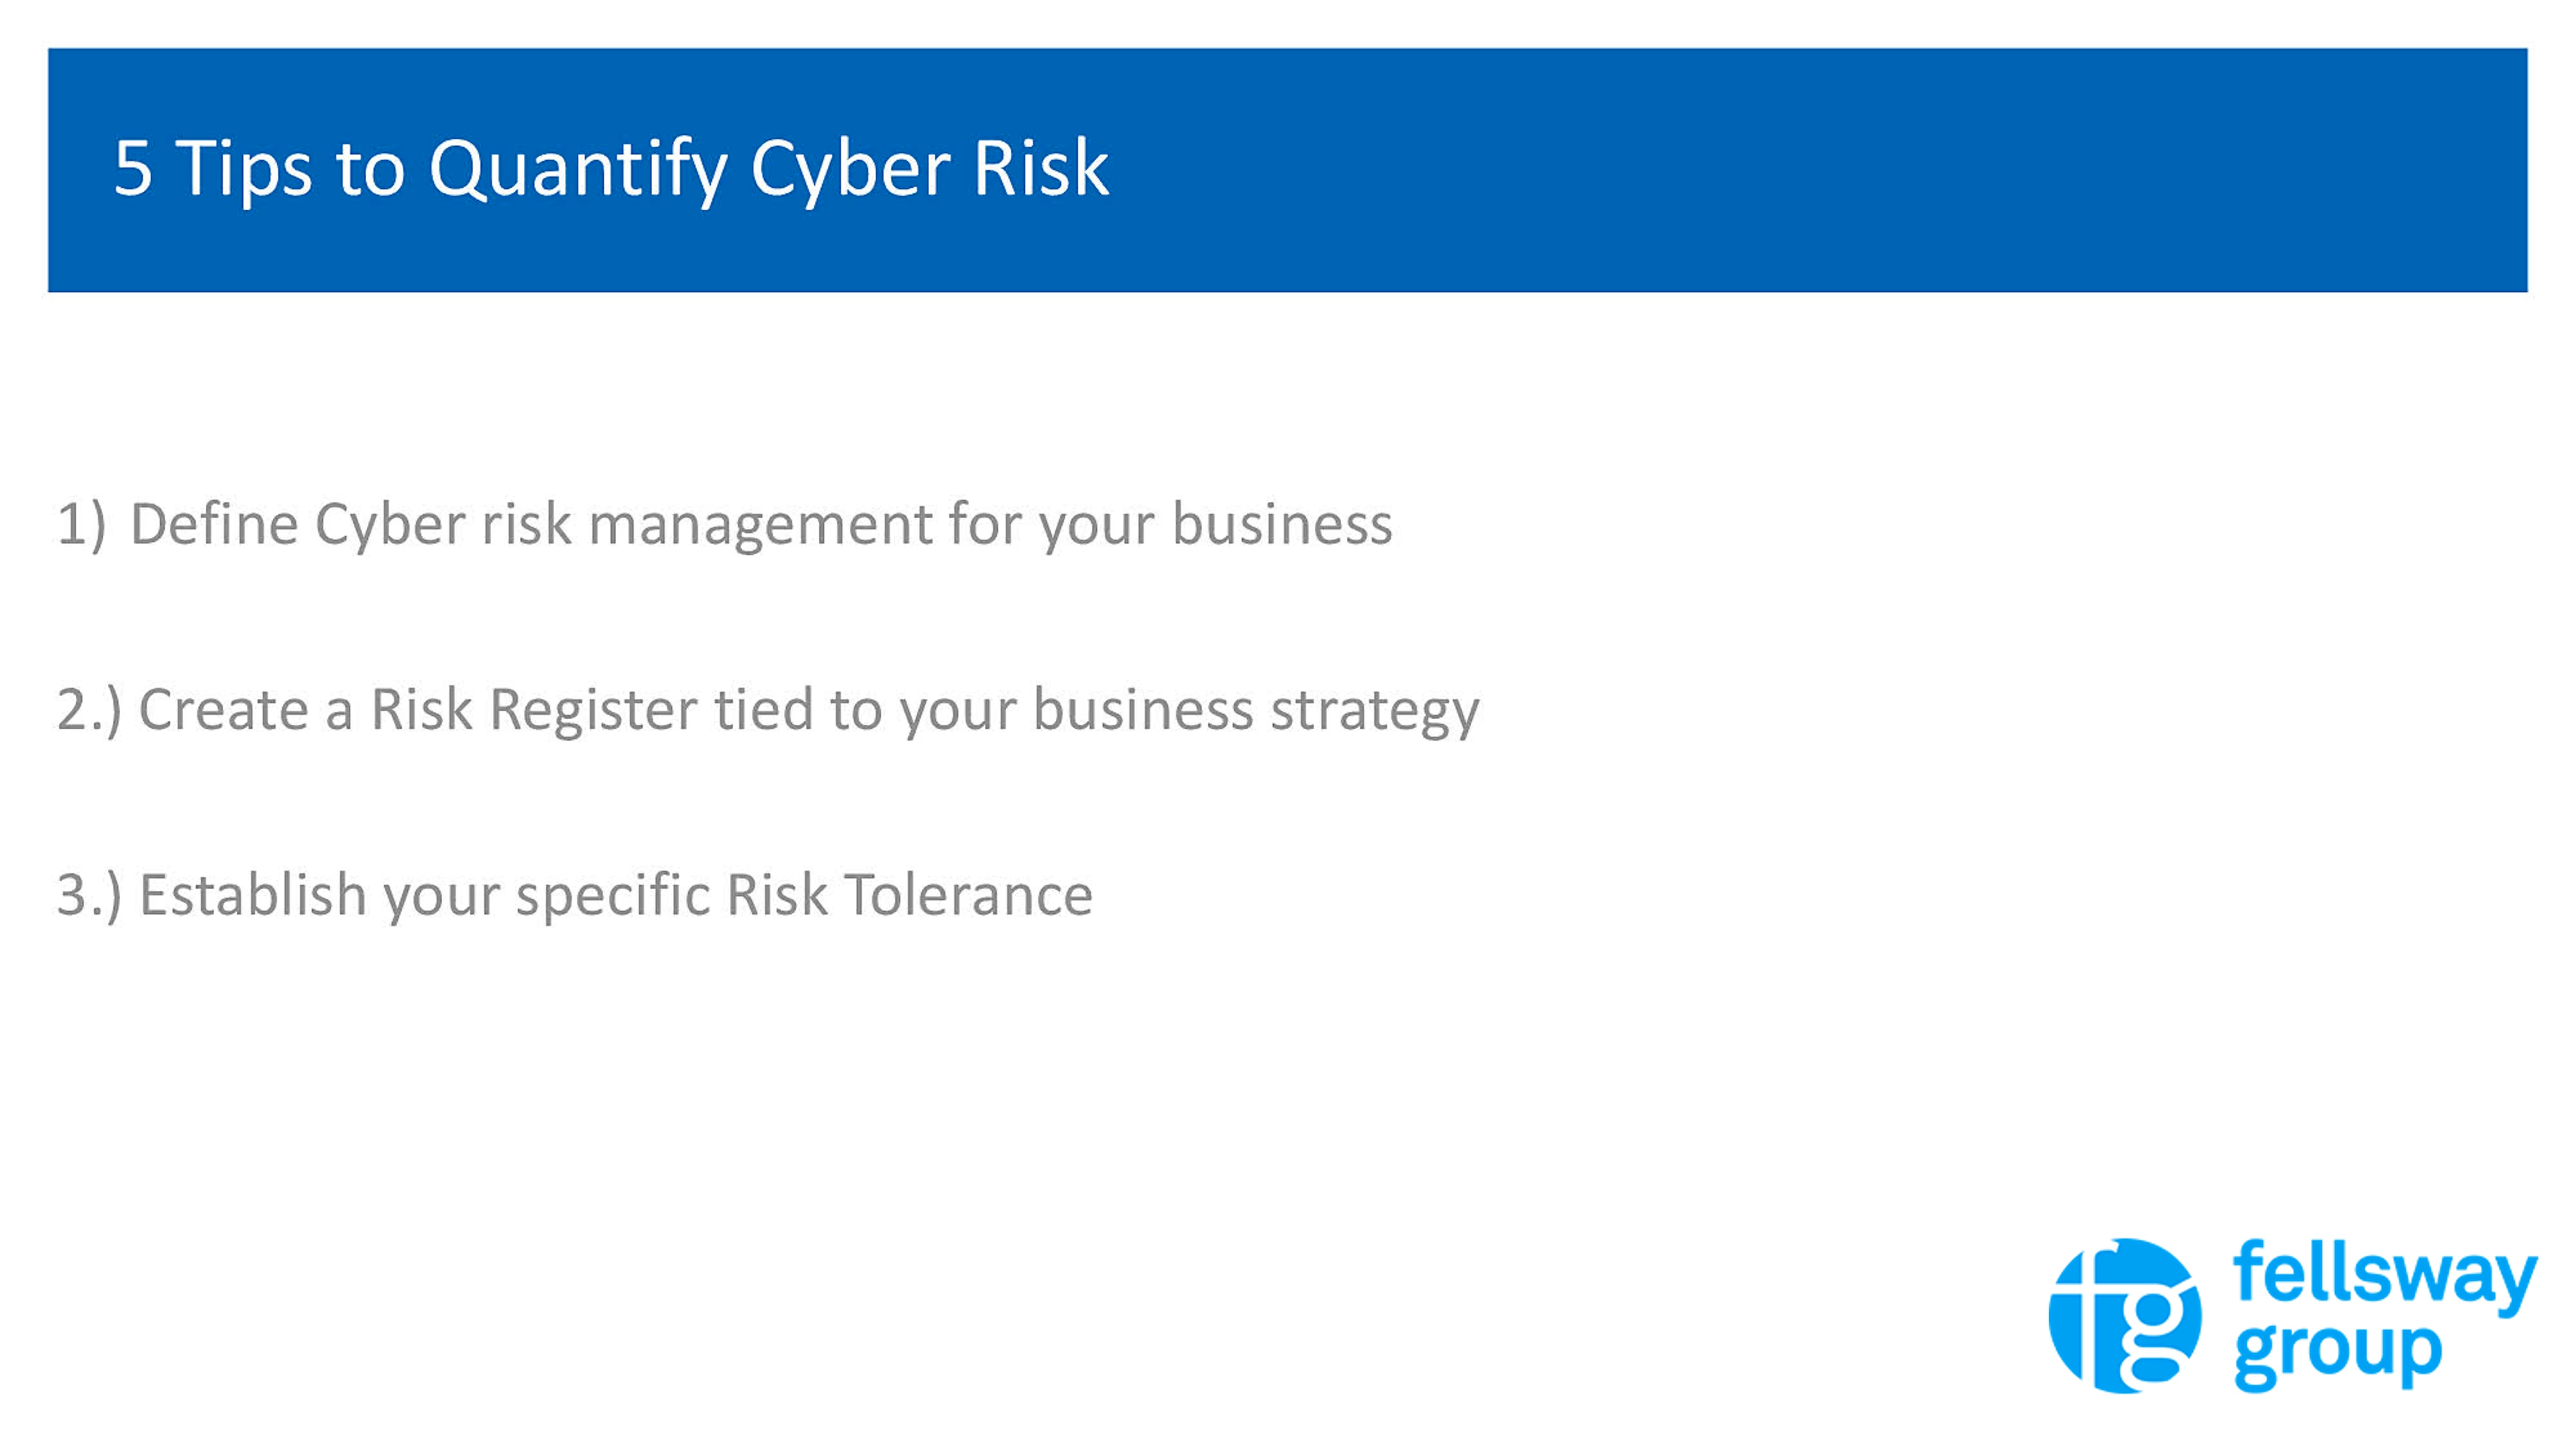 5 Tips to Quantify Cyber Risk
1) Define Cyber risk management for your business
2.) Create a Risk Register tied to your business strategy
3.) Establish your specific Risk Tolerance
fg
fellsway
group